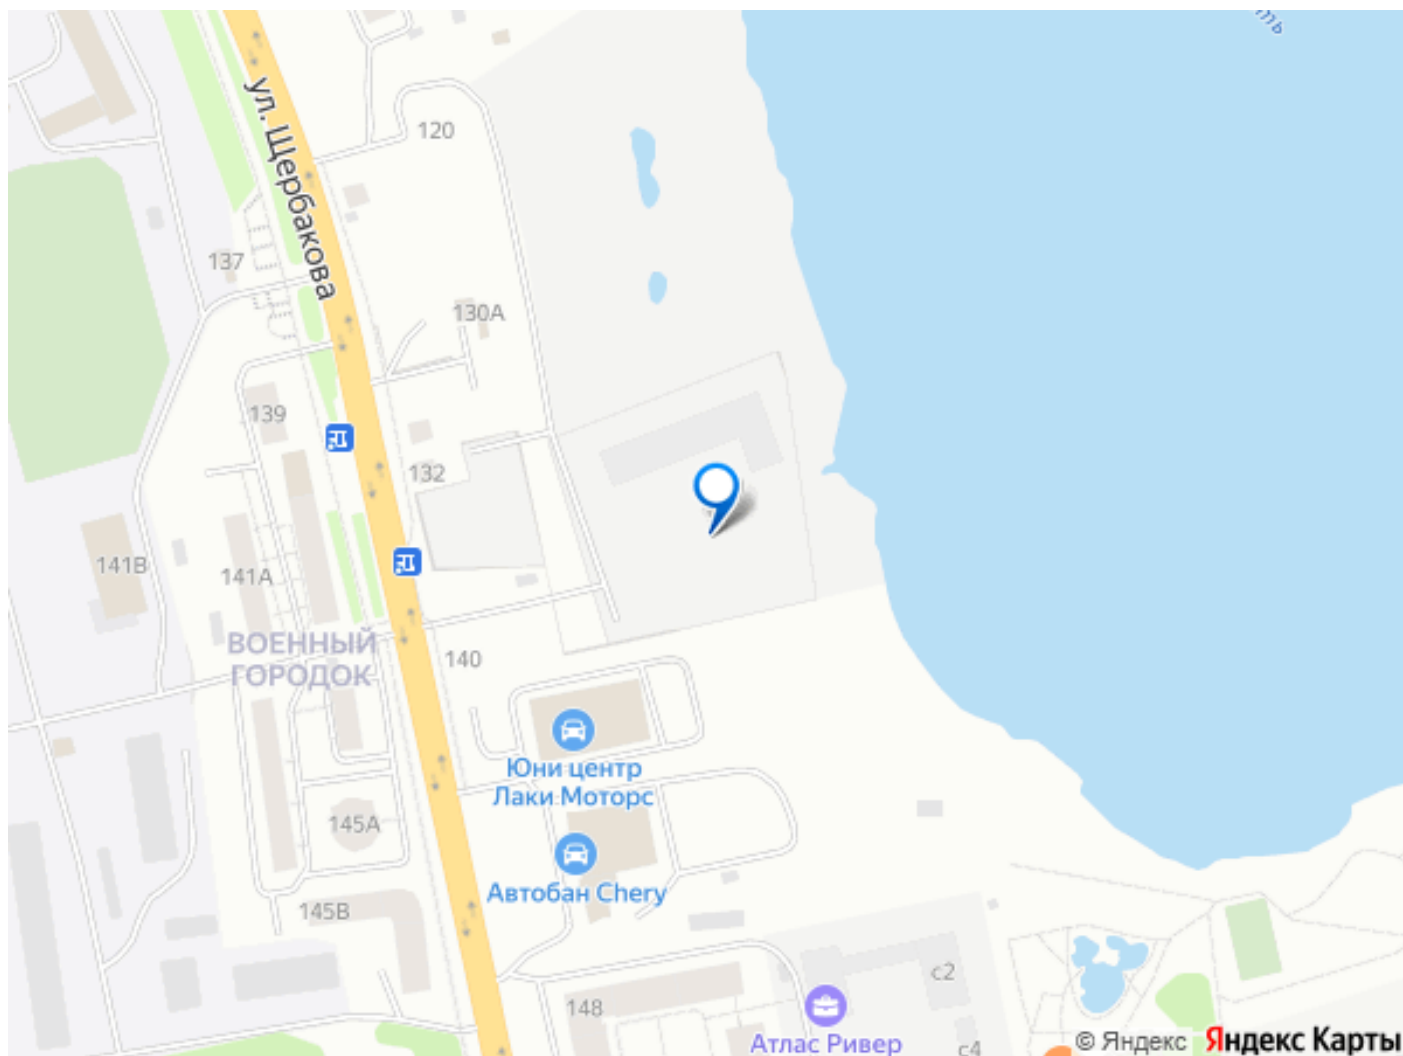 ть
ул. Щербакова
120
137
130А
139
132
141В
141А
ВОЕННЫЙ
ГОРОДОК
140
Юни центр
Лаки Моторс
145А
Автобан Chery
145В
с2
148
Атлас Ривер
с4
© Яндекс Яндекс Карты